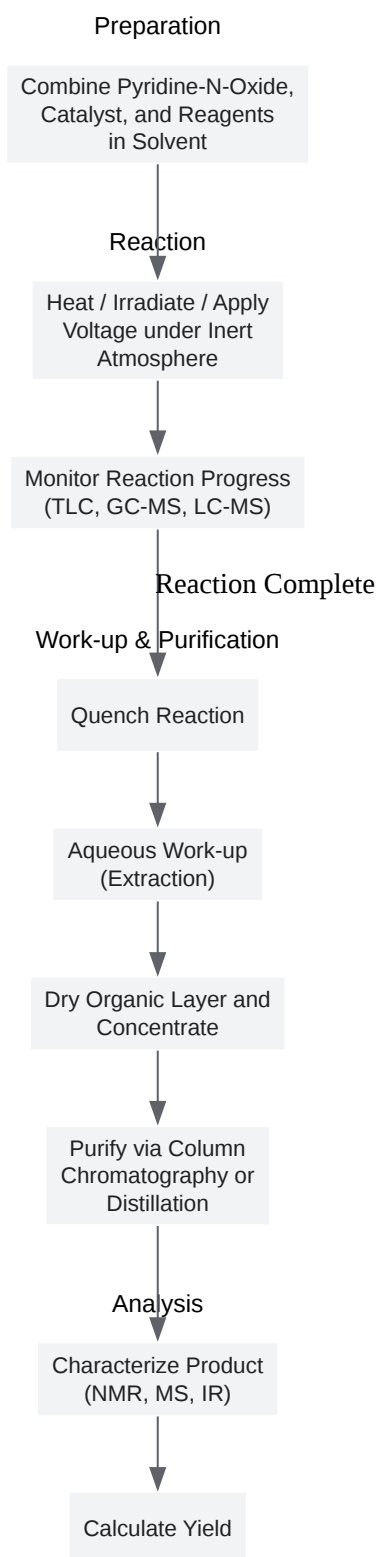 Preparation
Combine Pyridine-N-Oxide,
Catalyst, and Reagents
in Solvent
Reaction
Heat / Irradiate / Apply
Voltage under Inert
Atmosphere
Monitor Reaction Progress
(TLC, GC-MS, LC-MS)
Reaction Complete
Work-up & Purification
Quench Reaction
Aqueous Work-up
(Extraction)
Dry Organic Layer and
Concentrate
Purify via Column
Chromatography or
Distillation
Analysis
Characterize Product
(NMR, MS, IR)
Calculate Yield